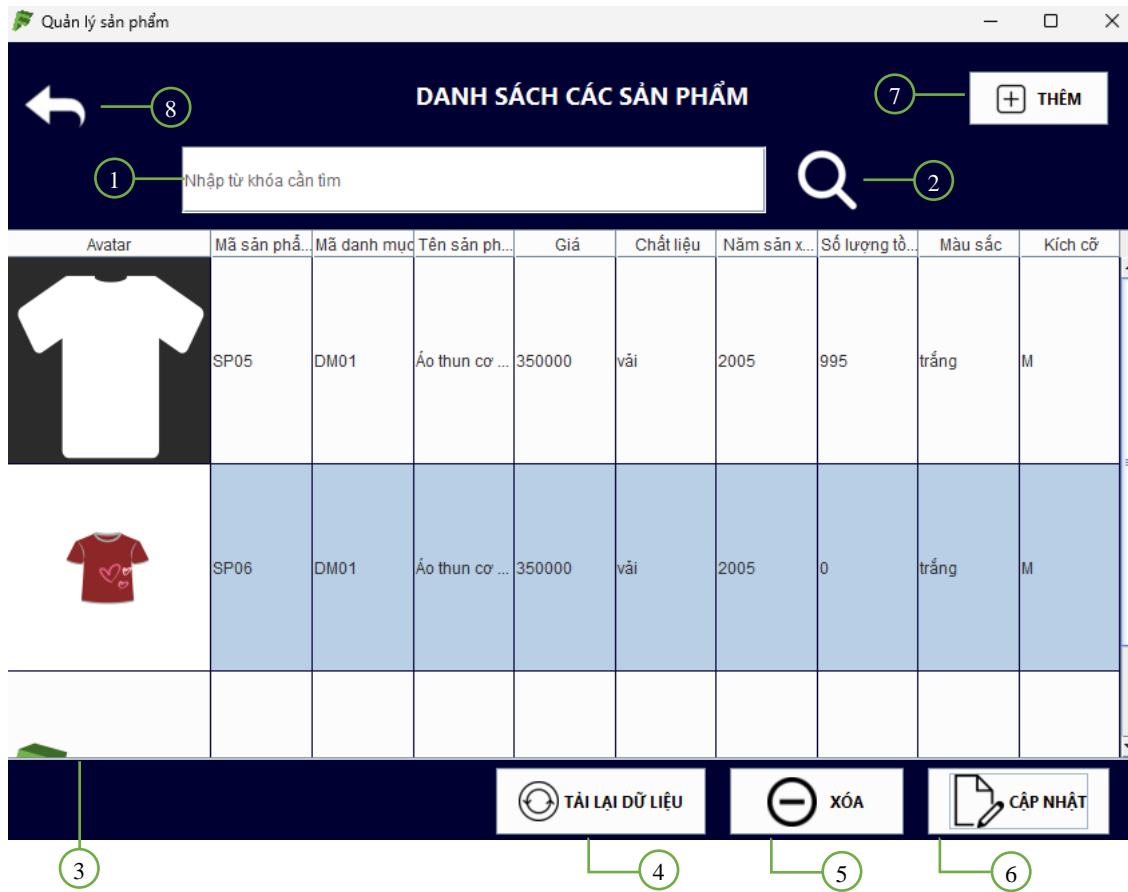 Quản lý sản phẩm
8
DANH SÁCH CÁC SẢN PHẨM
7
THÊM
1
Nhập từ khóa cần tìm
2
Avatar Mã sản phẩ... Mã danh mục Tên sản ph... Giá Chất liệu Năm sản x... Số lượng tồ... Màu sắc Kích cỡ
SP05 DM01 Áo thun cơ ... 350000 vải 2005 995 trắng M
SP06 DM01 Áo thun cơ ... 350000 vải 2005 0 trắng M
TẢI LẠI DỮ LIỆU XÓA CẬP NHẬT
3 4 5 6